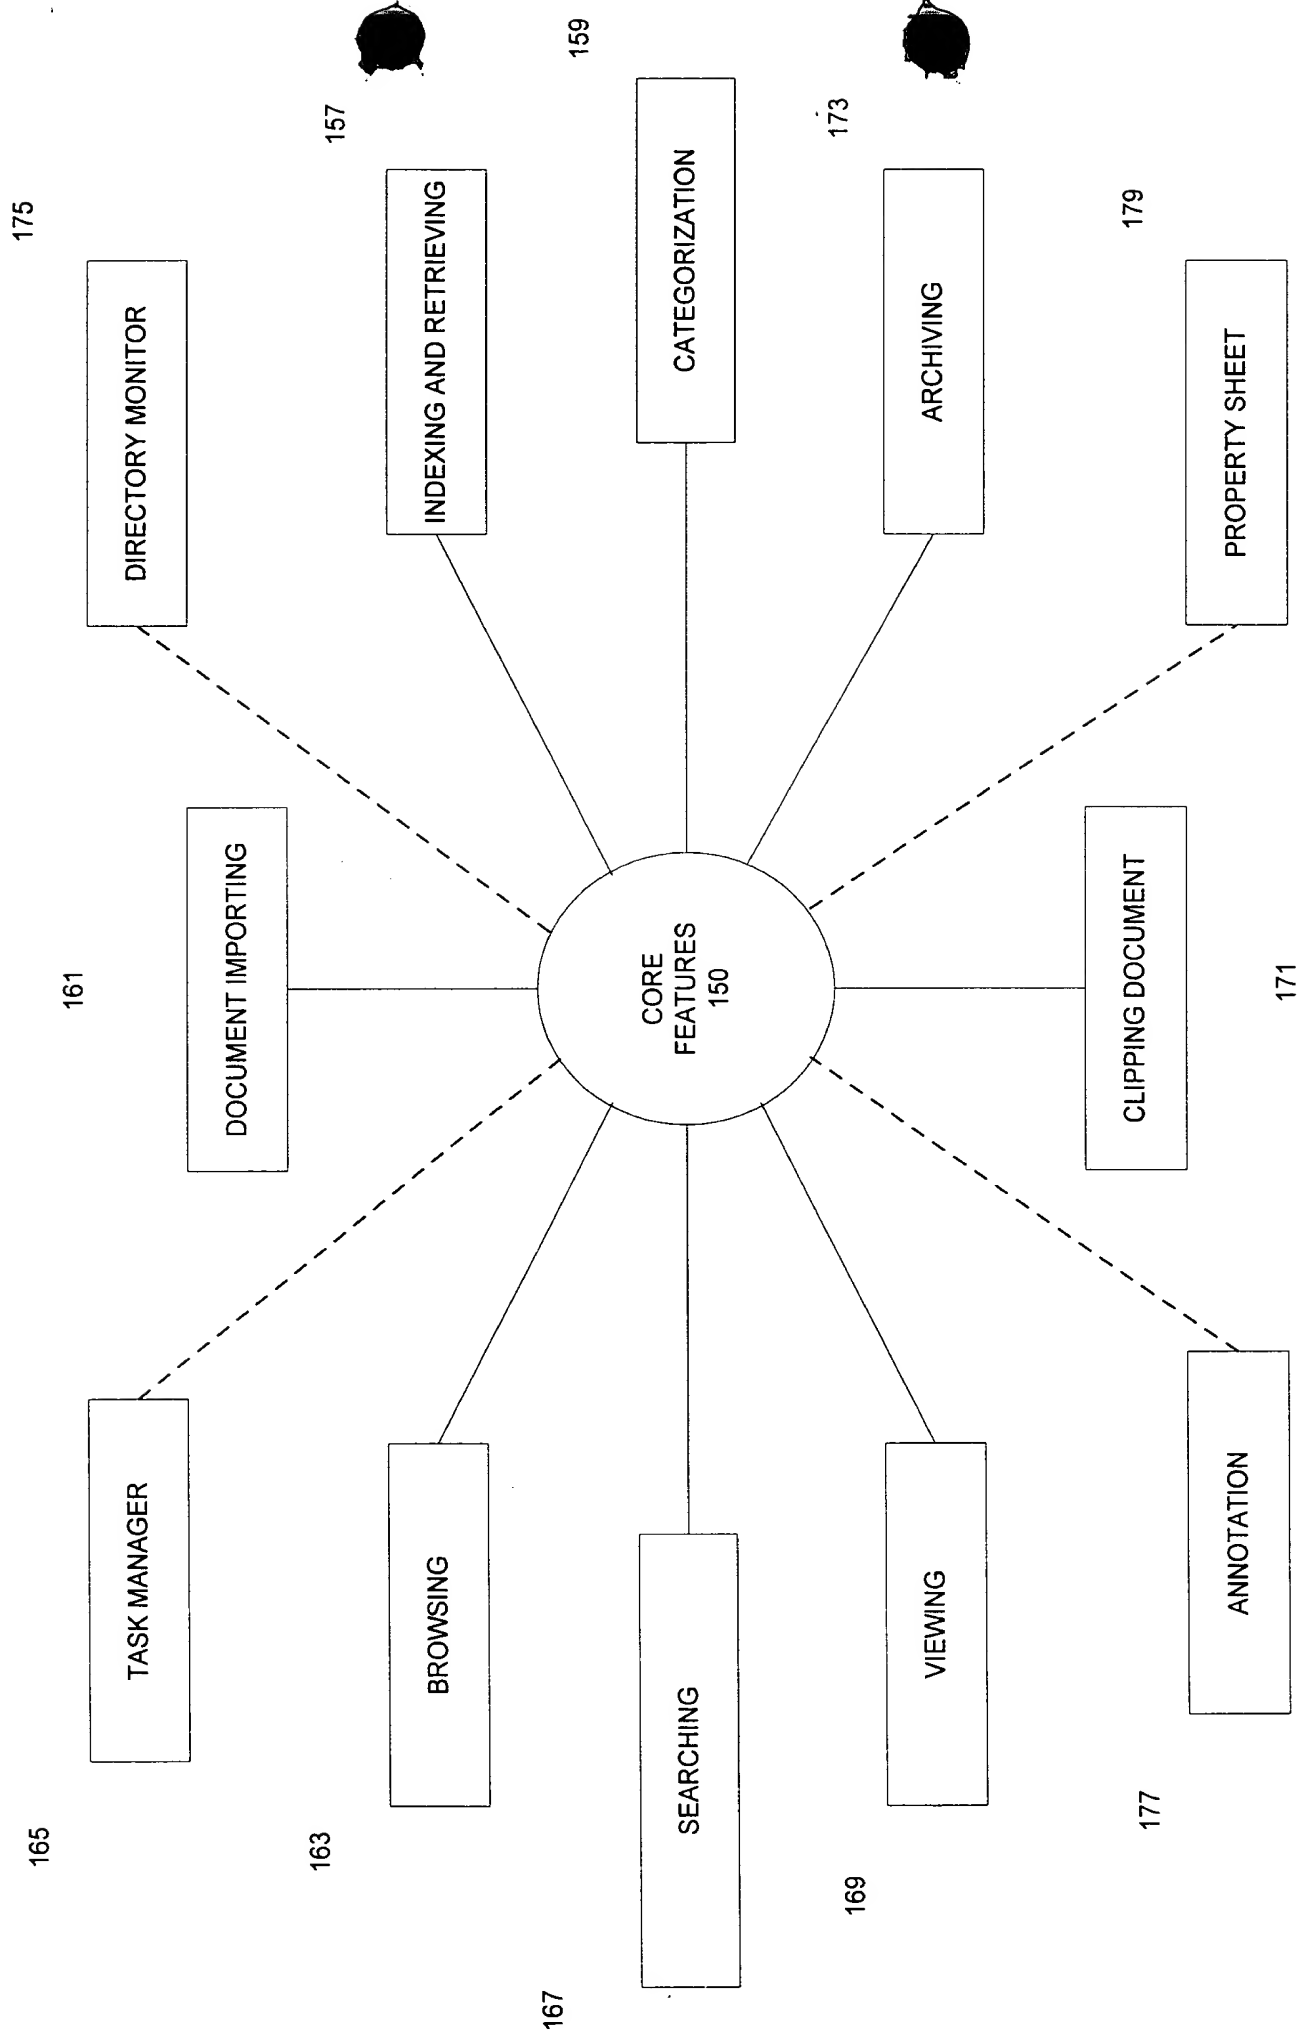 165
175
161
TASK MANAGER
DIRECTORY MONITOR
DOCUMENT IMPORTING
163
157
BROWSING
INDEXING AND RETRIEVING
167
159
SEARCHING
CORE
FEATURES
150
CATEGORIZATION
169
173
VIEWING
ARCHIVING
177
179
CLIPPING DOCUMENT
ANNOTATION
PROPERTY SHEET
171